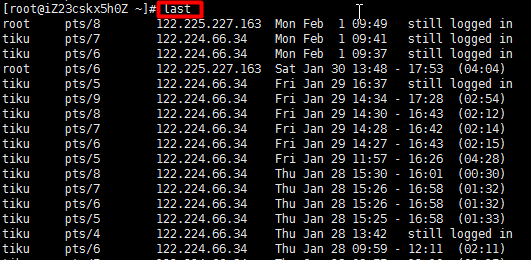 [root@iZ23cskx5h0Z ~]# last
root pts/8 122.225.227.163 Mon Feb 1 09:49 still logged in
tiku pts/7 122.224.66.34 Mon Feb 1 09:41 still logged in
tiku pts/6 122.224.66.34 Mon Feb 1 09:37 still logged in
root pts/6 122.225.227.163 Sat Jan 30 13:48 - 17:53 (04:04)
tiku pts/5 122.224.66.34 Fri Jan 29 16:37 still logged in
tiku pts/9 122.224.66.34 Fri Jan 29 14:34 - 17:28 (02:54)
tiku pts/8 122.224.66.34 Fri Jan 29 14:30 - 16:43 (02:12)
tiku pts/7 122.224.66.34 Fri Jan 29 14:28 - 16:42 (02:14)
tiku pts/6 122.224.66.34 Fri Jan 29 14:27 - 16:43 (02:15)
tiku pts/5 122.224.66.34 Fri Jan 29 11:57 - 16:26 (04:28)
tiku pts/8 122.224.66.34 Thu Jan 28 15:30 - 16:01 (00:30)
tiku pts/7 122.224.66.34 Thu Jan 28 15:26 - 16:58 (01:32)
tiku pts/6 122.224.66.34 Thu Jan 28 15:26 - 16:58 (01:32)
tiku pts/5 122.224.66.34 Thu Jan 28 15:25 - 16:58 (01:33)
tiku pts/4 122.224.66.34 Thu Jan 28 13:42 still logged in
tiku pts/6 122.224.66.34 Thu Jan 28 09:59 - 12:11 (02:11)